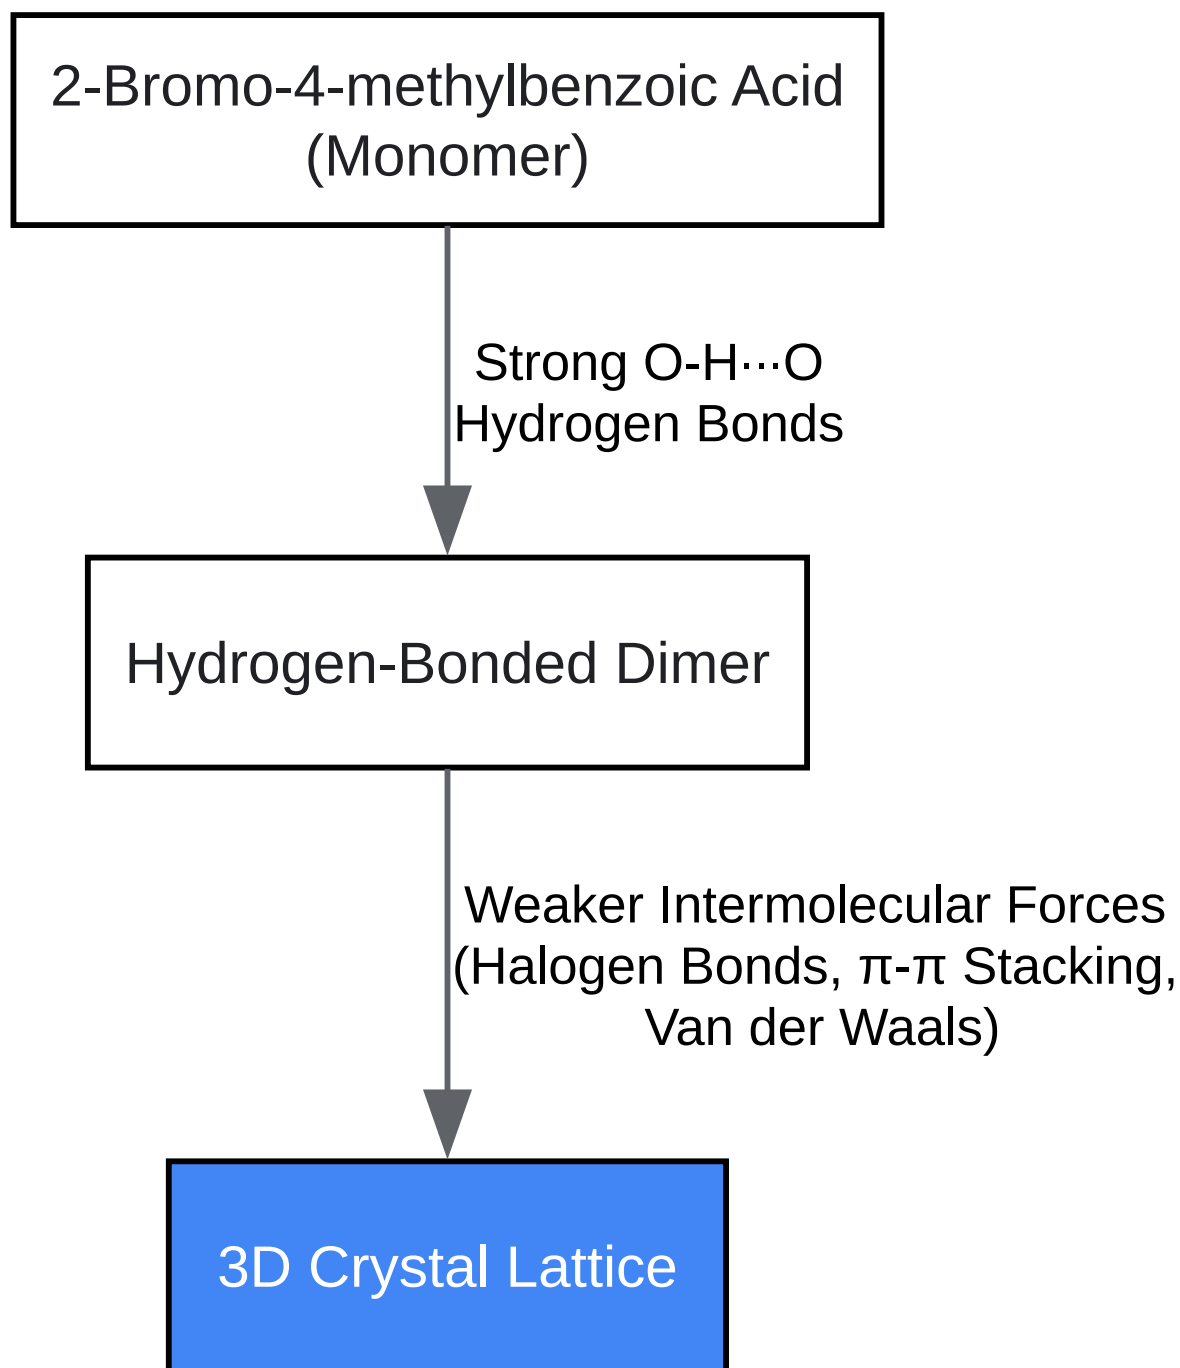 2-Bromo-4-methylbenzoic Acid
(Monomer)
Strong O-H···O
Hydrogen Bonds
Hydrogen-Bonded Dimer
Weaker Intermolecular Forces
(Halogen Bonds, π-π Stacking,
Van der Waals)
3D Crystal Lattice